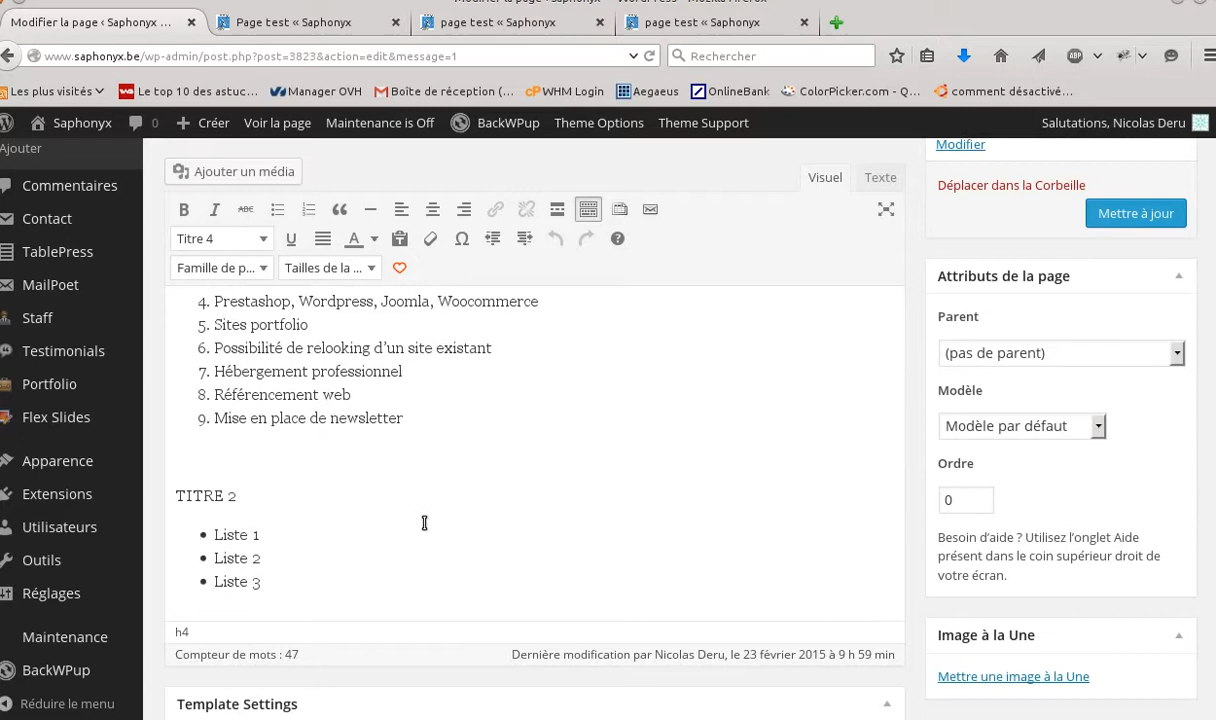 Modifier la page ‹ Saphonyx ...
Page test « Saphonyx
page test « Saphonyx
page test « Saphonyx
www.saphonyx.be/wp-admin/post.php?post=3823&action=edit&message=1
Rechercher
Les plus visités
Le top 10 des astuc...
Manager OVH
Boîte de réception (...
WHM Login
Aegaeus
OnlineBank
ColorPicker.com - Q...
comment désactivé...
Saphonyx
0
Créer
Voir la page
Maintenance is Off
BackWPup
Theme Options
Theme Support
Salutations, Nicolas Deru
Ajouter
Commentaires
Contact
TablePress
MailPoet
Staff
Testimonials
Portfolio
Flex Slides
Apparence
Extensions
Utilisateurs
Outils
Réglages
Maintenance
BackWPup
Réduire le menu
Ajouter un média
Visuel
Texte
B I ABC
Titre 4
U A
Famille de p...
Tailles de la ...
4. Prestashop, Wordpress, Joomla, Woocommerce
5. Sites portfolio
6. Possibilité de relooking d’un site existant
7. Hébergement professionnel
8. Référencement web
9. Mise en place de newsletter
TITRE 2
• Liste 1
• Liste 2
• Liste 3
h4
Compteur de mots : 47
Dernière modification par Nicolas Deru, le 23 février 2015 à 9 h 59 min
Template Settings
Modifier
Déplacer dans la Corbeille
Mettre à jour
Attributs de la page
Parent
(pas de parent)
Modèle
Modèle par défaut
Ordre
0
Besoin d’aide ? Utilisez l’onglet Aide
présent dans le coin supérieur droit de
votre écran.
Image à la Une
Mettre une image à la Une